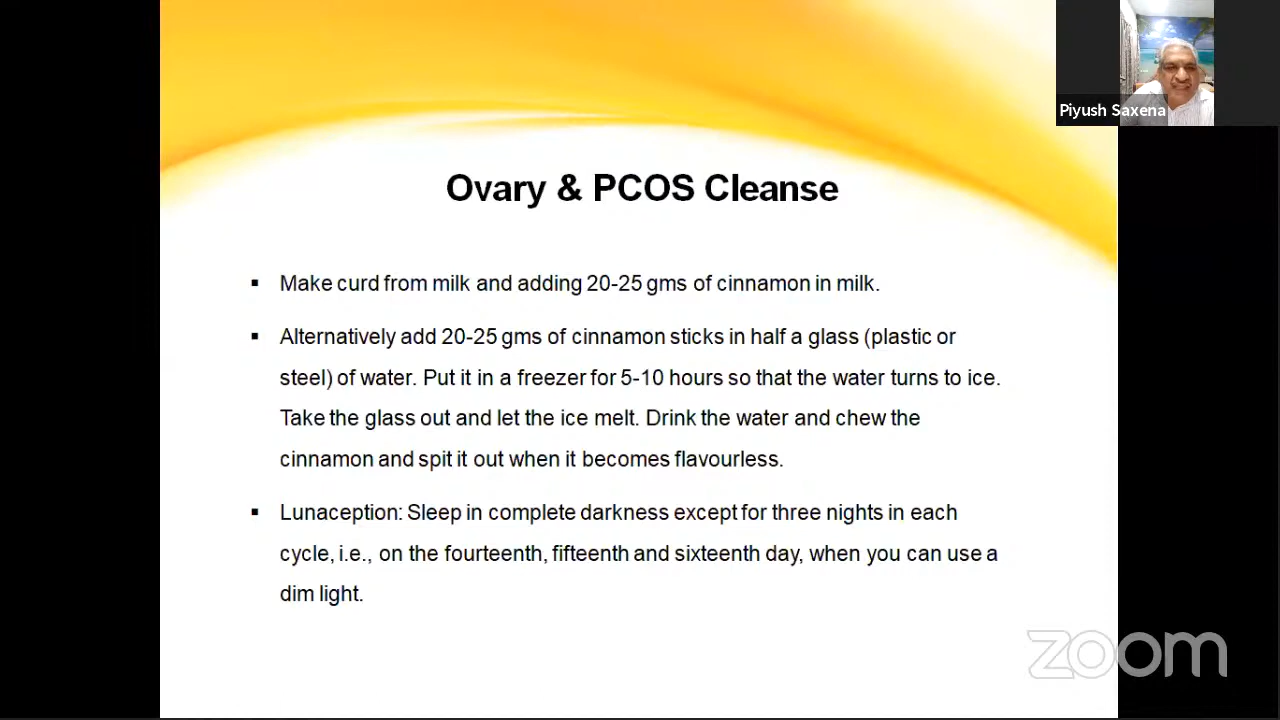 Piyush Saxena
Ovary & PCOS Cleanse
▪ Make curd from milk and adding 20-25 gms of cinnamon in milk.
▪ Alternatively add 20-25 gms of cinnamon sticks in half a glass (plastic or
steel) of water. Put it in a freezer for 5-10 hours so that the water turns to ice.
Take the glass out and let the ice melt. Drink the water and chew the
cinnamon and spit it out when it becomes flavourless.
▪ Lunaception: Sleep in complete darkness except for three nights in each
cycle, i.e., on the fourteenth, fifteenth and sixteenth day, when you can use a
dim light.
zoom